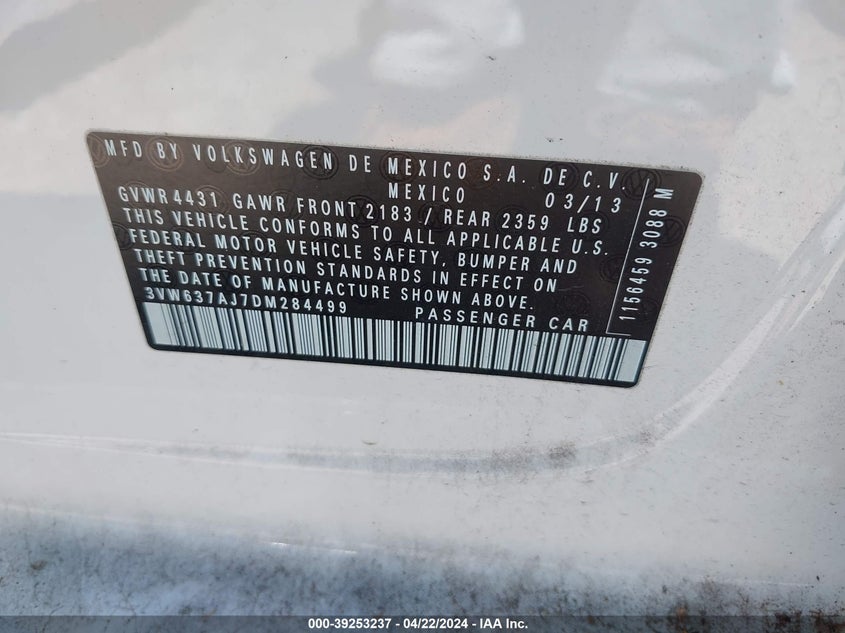 MFD BY VOLKSWAGEN DE MEXICO S.A. DE C.V.
MEXICO 03/13
GVWR 4431 GAWR FRONT 2183 / REAR 2359 LBS
THIS VEHICLE CONFORMS TO ALL APPLICABLE U.S.
FEDERAL MOTOR VEHICLE SAFETY, BUMPER AND
THEFT PREVENTION STANDARDS IN EFFECT ON
THE DATE OF MANUFACTURE SHOWN ABOVE.
3VW637AJ7DM284499 PASSENGER CAR
1156459 3088 M
000-39253237 - 04/22/2024 - IAA Inc.